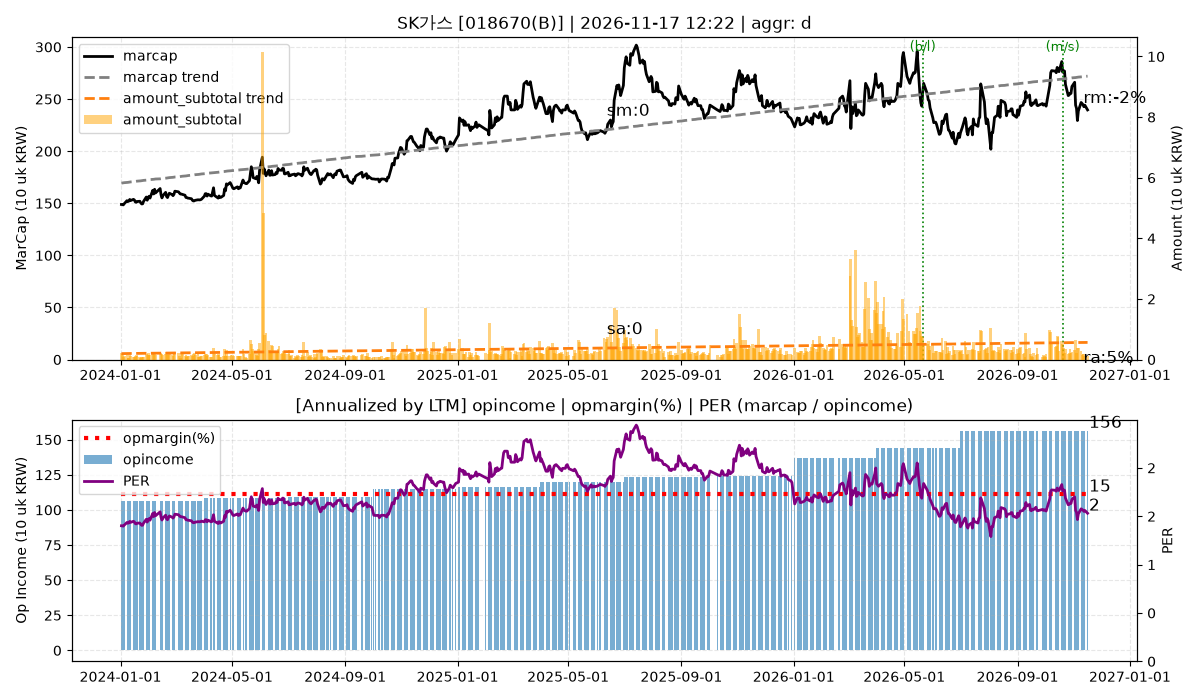 SK가스 [018670(B)] | 2026-11-17 12:22 | aggr: d
MarCap (10 uk KRW)
300
250
200
150
100
50
0
marcap
marcap trend
amount_subtotal trend
amount_subtotal
(b/l)
(m/s)
sm:0
rm:-2%
sa:0
ra:5%
10
8
6
4
2
0
Amount (10 uk KRW)
2024-01-01
2024-05-01
2024-09-01
2025-01-01
2025-05-01
2025-09-01
2026-01-01
2026-05-01
2026-09-01
2027-01-01
[Annualized by LTM] opincome | opmargin(%) | PER (marcap / opincome)
Op Income (10 uk KRW)
150
125
100
75
50
25
0
opmargin(%)
opincome
PER
156
15
2
2
2
1
0
0
PER
2024-01-01
2024-05-01
2024-09-01
2025-01-01
2025-05-01
2025-09-01
2026-01-01
2026-05-01
2026-09-01
2027-01-01